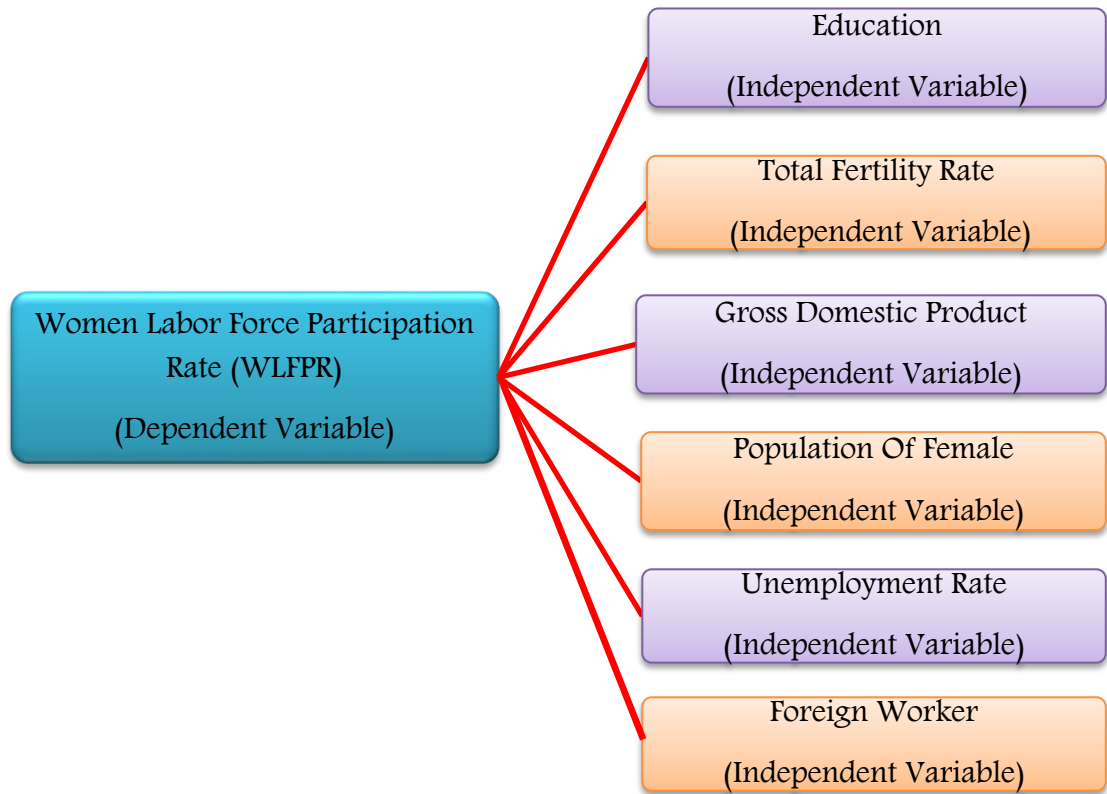 Education
(Independent Variable)
Total Fertility Rate
(Independent Variable)
Women Labor Force Participation
Rate (WLFPR)
(Dependent Variable)
Gross Domestic Product
(Independent Variable)
Population Of Female
(Independent Variable)
Unemployment Rate
(Independent Variable)
Foreign Worker
(Independent Variable)